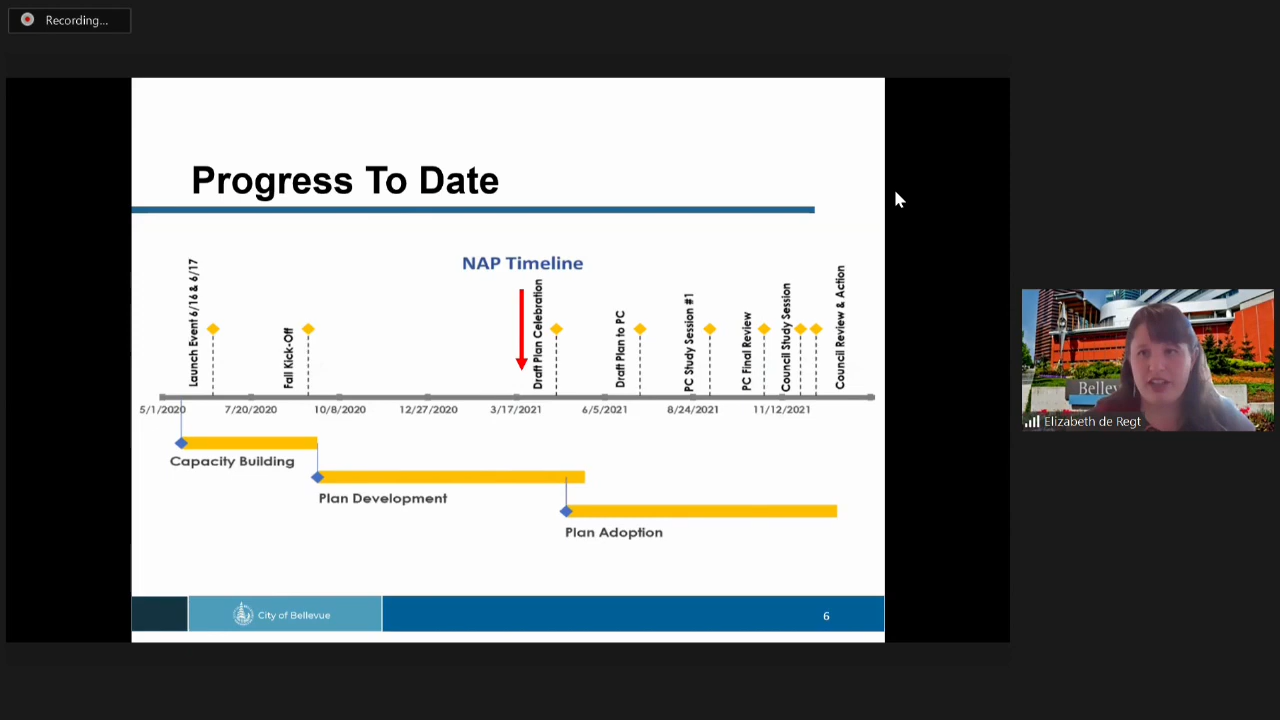 Recording...
Progress To Date
NAP Timeline
Launch Event 6/16 & 6/17
Fall Kick-Off
Draft Plan Celebration
Draft Plan to PC
PC Study Session #1
PC Final Review
Council Study Session
Council Review & Action
5/1/2020 7/20/2020 10/8/2020 12/27/2020 3/17/2021 6/5/2021 8/24/2021 11/12/2021
Capacity Building
Plan Development
Plan Adoption
City of Bellevue
6
Bellev
Elizabeth de Regt